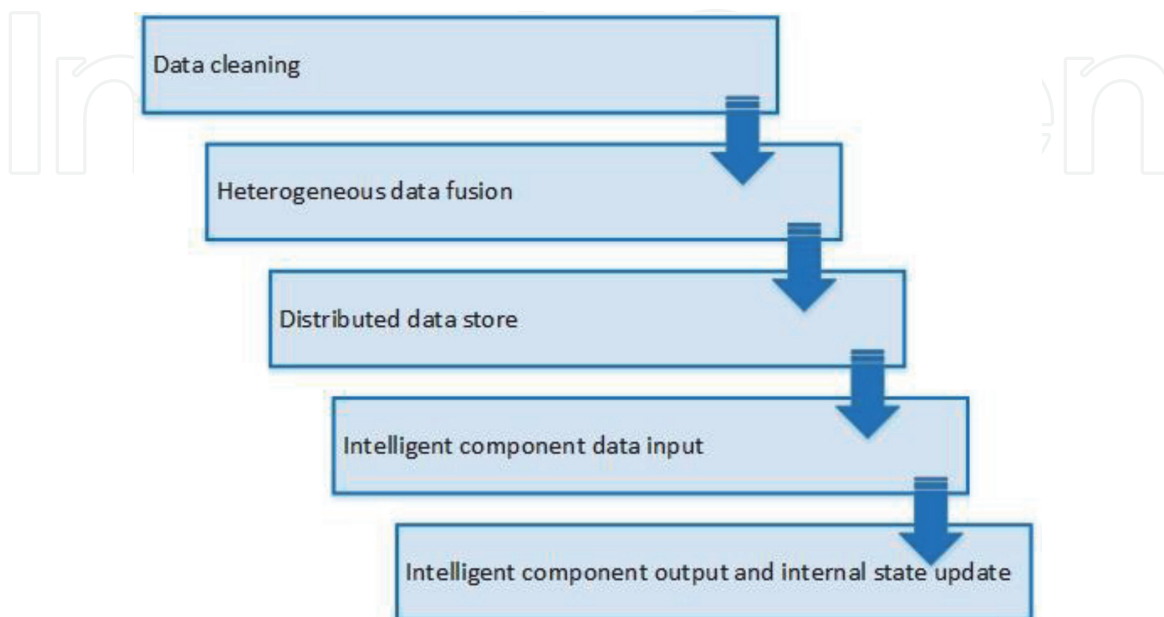 Data cleaning
Heterogeneous data fusion
Distributed data store
Intelligent component data input
Intelligent component output and internal state update